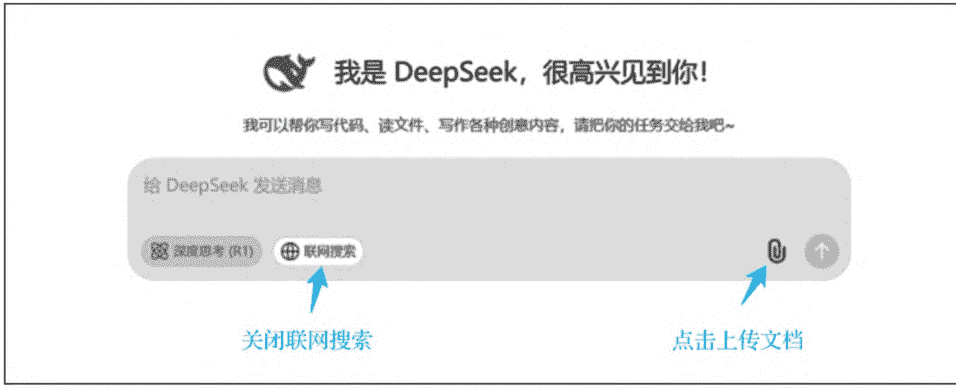 我是 DeepSeek，很高兴见到你！
我可以帮你写代码、读文件、写作各种创意内容，请把你的任务交给我吧~
给 DeepSeek 发送消息
深度思考 (R1) 联网搜索
关闭联网搜索 点击上传文档